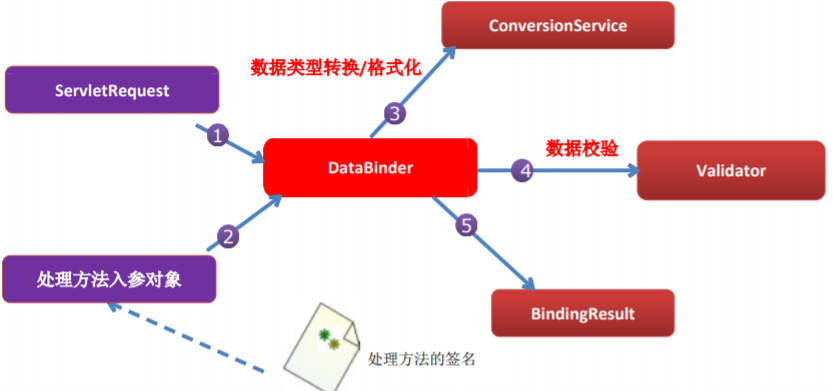 ConversionService
数据类型转换/格式化
ServletRequest
3
1
数据校验
DataBinder
4
Validator
2
5
处理方法入参对象
BindingResult
处理方法的签名